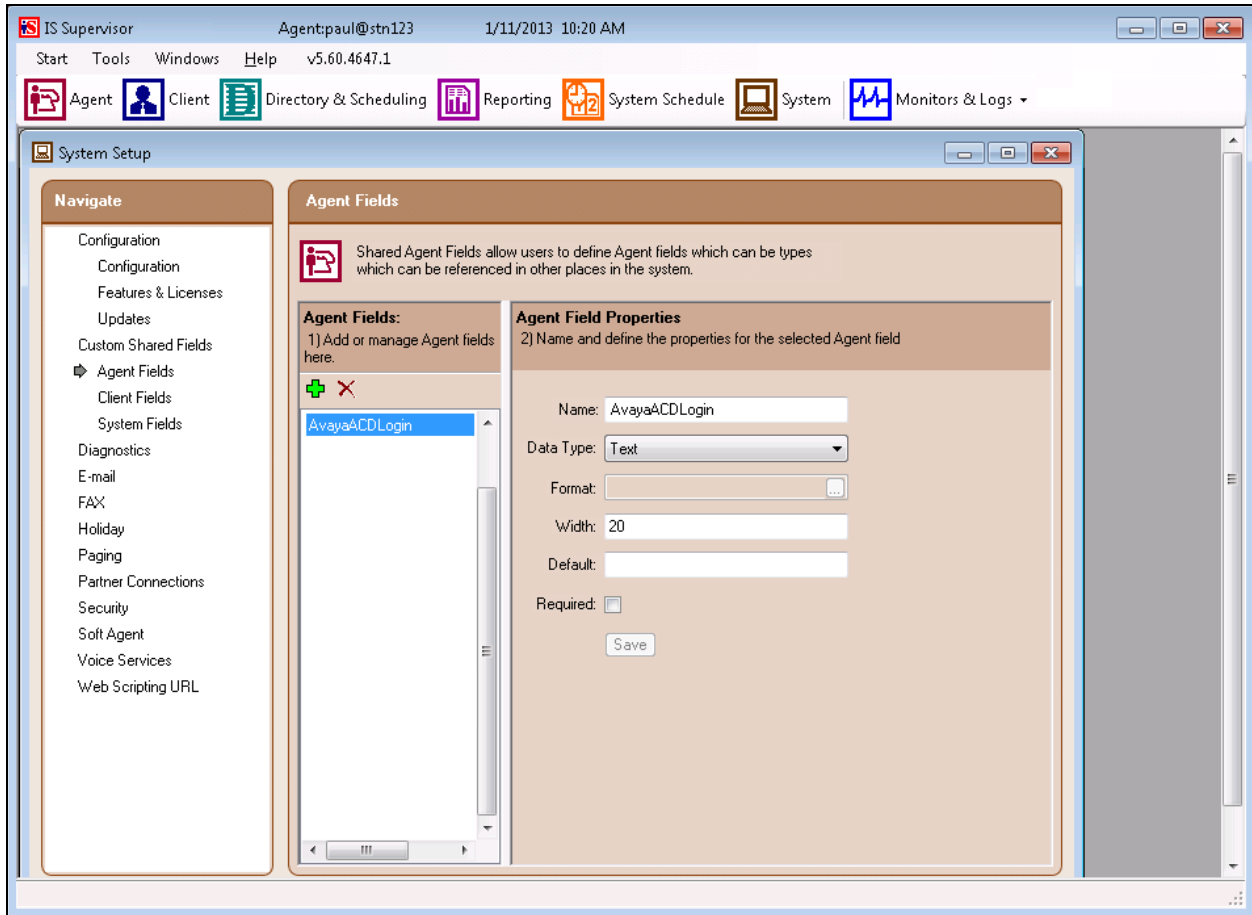 IS Supervisor Agent:paul@stn123 1/11/2013 10:20 AM
Start Tools Windows Help v5.60.4647.1
Agent Client Directory & Scheduling Reporting System Schedule System Monitors & Logs
System Setup
Navigate
Configuration
Configuration
Features & Licenses
Updates
Custom Shared Fields
Agent Fields
Client Fields
System Fields
Diagnostics
E-mail
FAX
Holiday
Paging
Partner Connections
Security
Soft Agent
Voice Services
Web Scripting URL
Agent Fields
Shared Agent Fields allow users to define Agent fields which can be types
which can be referenced in other places in the system.
Agent Fields:
1) Add or manage Agent fields
here.
AvayaACDLogin
Agent Field Properties
2) Name and define the properties for the selected Agent field
Name: AvayaACDLogin
Data Type: Text
Format: ...
Width: 20
Default:
Required:
Save